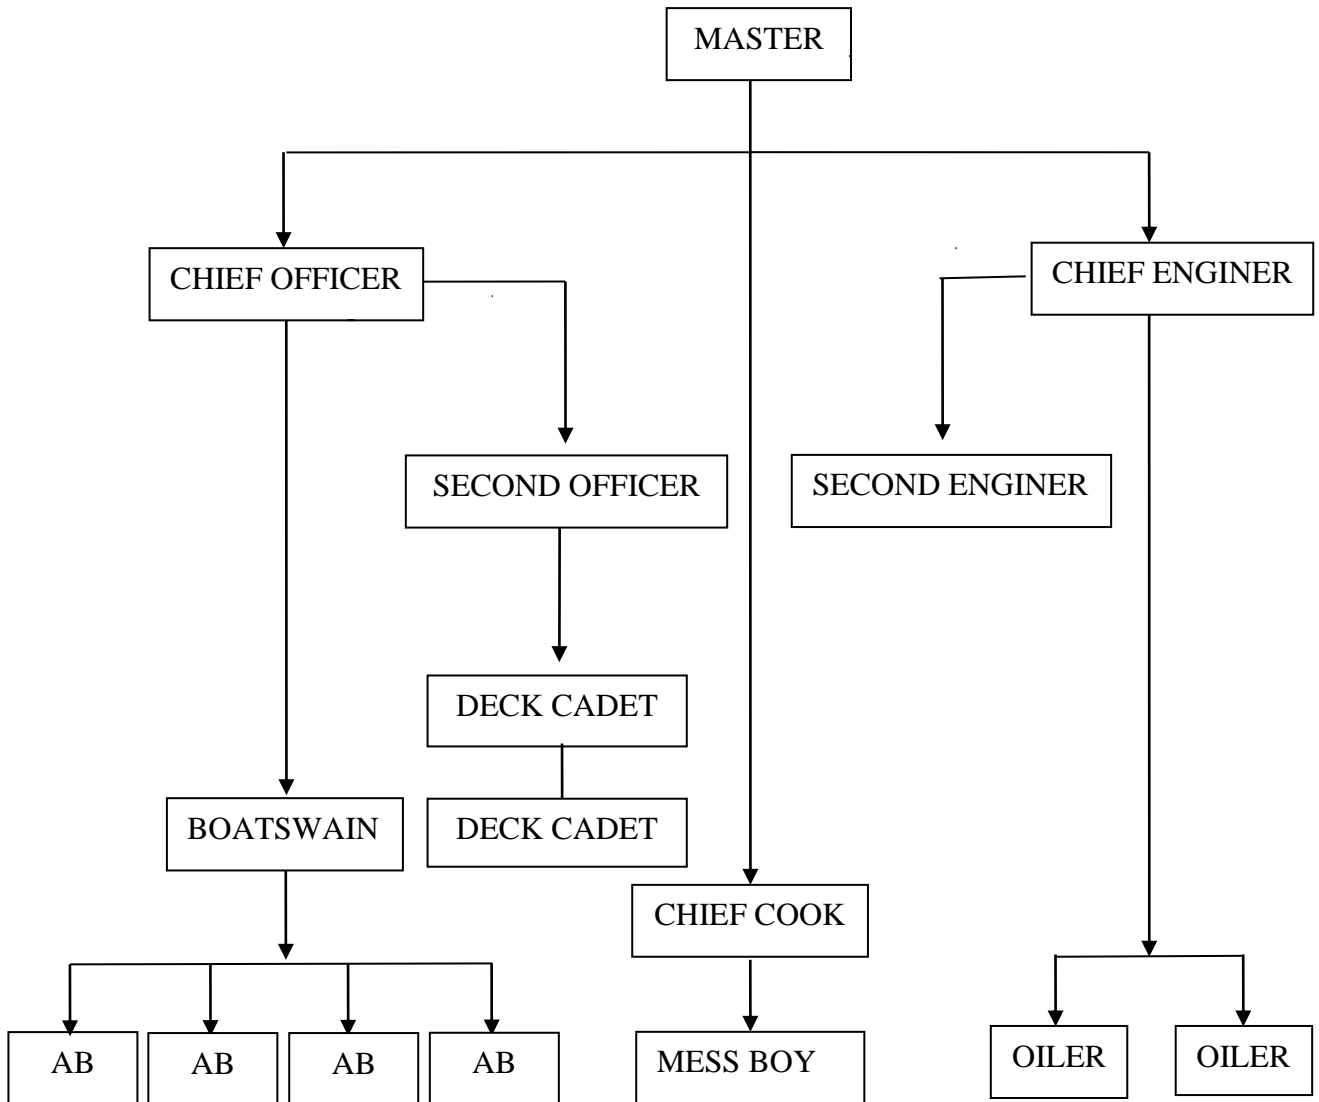 MASTER
CHIEF OFFICER
CHIEF ENGINER
SECOND OFFICER
SECOND ENGINER
DECK CADET
BOATSWAIN
DECK CADET
CHIEF COOK
AB
AB
AB
AB
MESS BOY
OILER
OILER